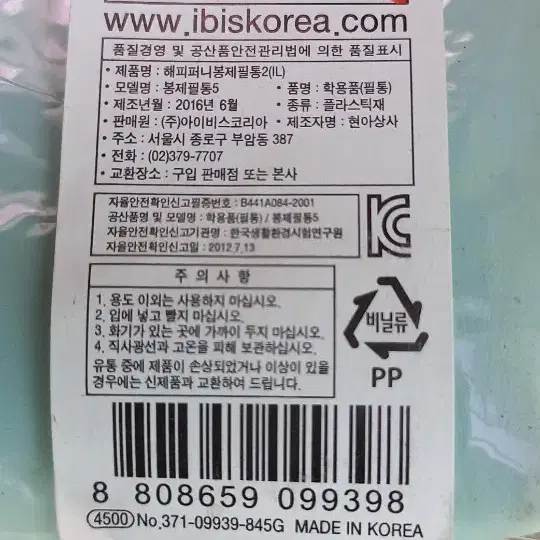 www.ibiskorea.com
품질경영 및 공산품안전관리법에 의한 품질표시
• 제품명 : 해피퍼니봉제필통2(IL)
• 모델명 : 봉제필통5 • 품명 : 학용품(필통)
• 제조년월 : 2016년 6월 • 종류 : 플라스틱재
• 판매원 : (주)아이비스코리아 • 제조자명 : 현아상사
• 주소 : 서울시 종로구 부암동 387
• 전화 : (02)379-7707
• 교환장소 : 구입 판매점 또는 본사
자율안전확인신고필증번호 : B441A084-2001
공산품명 및 모델명 : 학용품(필통) / 봉제필통5
자율안전확인신고기관명 : 한국생활환경시험연구원
자율안전확인신고일 : 2012.7.13
주 의 사 항
1. 용도 이외는 사용하지 마십시오.
2. 입에 넣고 빨지 마십시오.
3. 화기가 있는 곳에 가까이 두지 마십시오.
4. 직사광선과 고온을 피해 보관하십시오.
유통 중에 제품이 손상되었거나 이상이 있을
경우에는 신제품과 교환하여 드립니다.
비닐류
PP
8 808659 099398
4500 No.371-09939-845G MADE IN KOREA